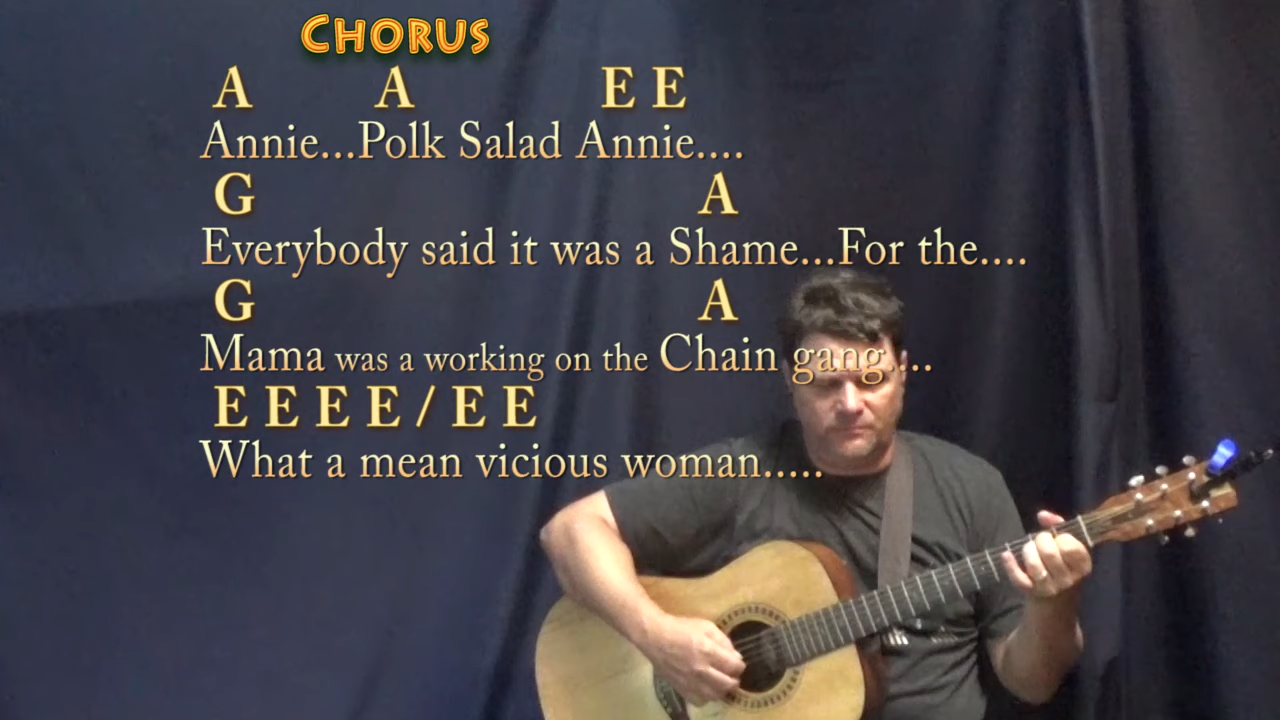 CHORUS
A A E E
Annie...Polk Salad Annie....
G A
Everybody said it was a Shame...For the....
G A
Mama was a working on the Chain gang....
E E E E / E E
What a mean vicious woman.....